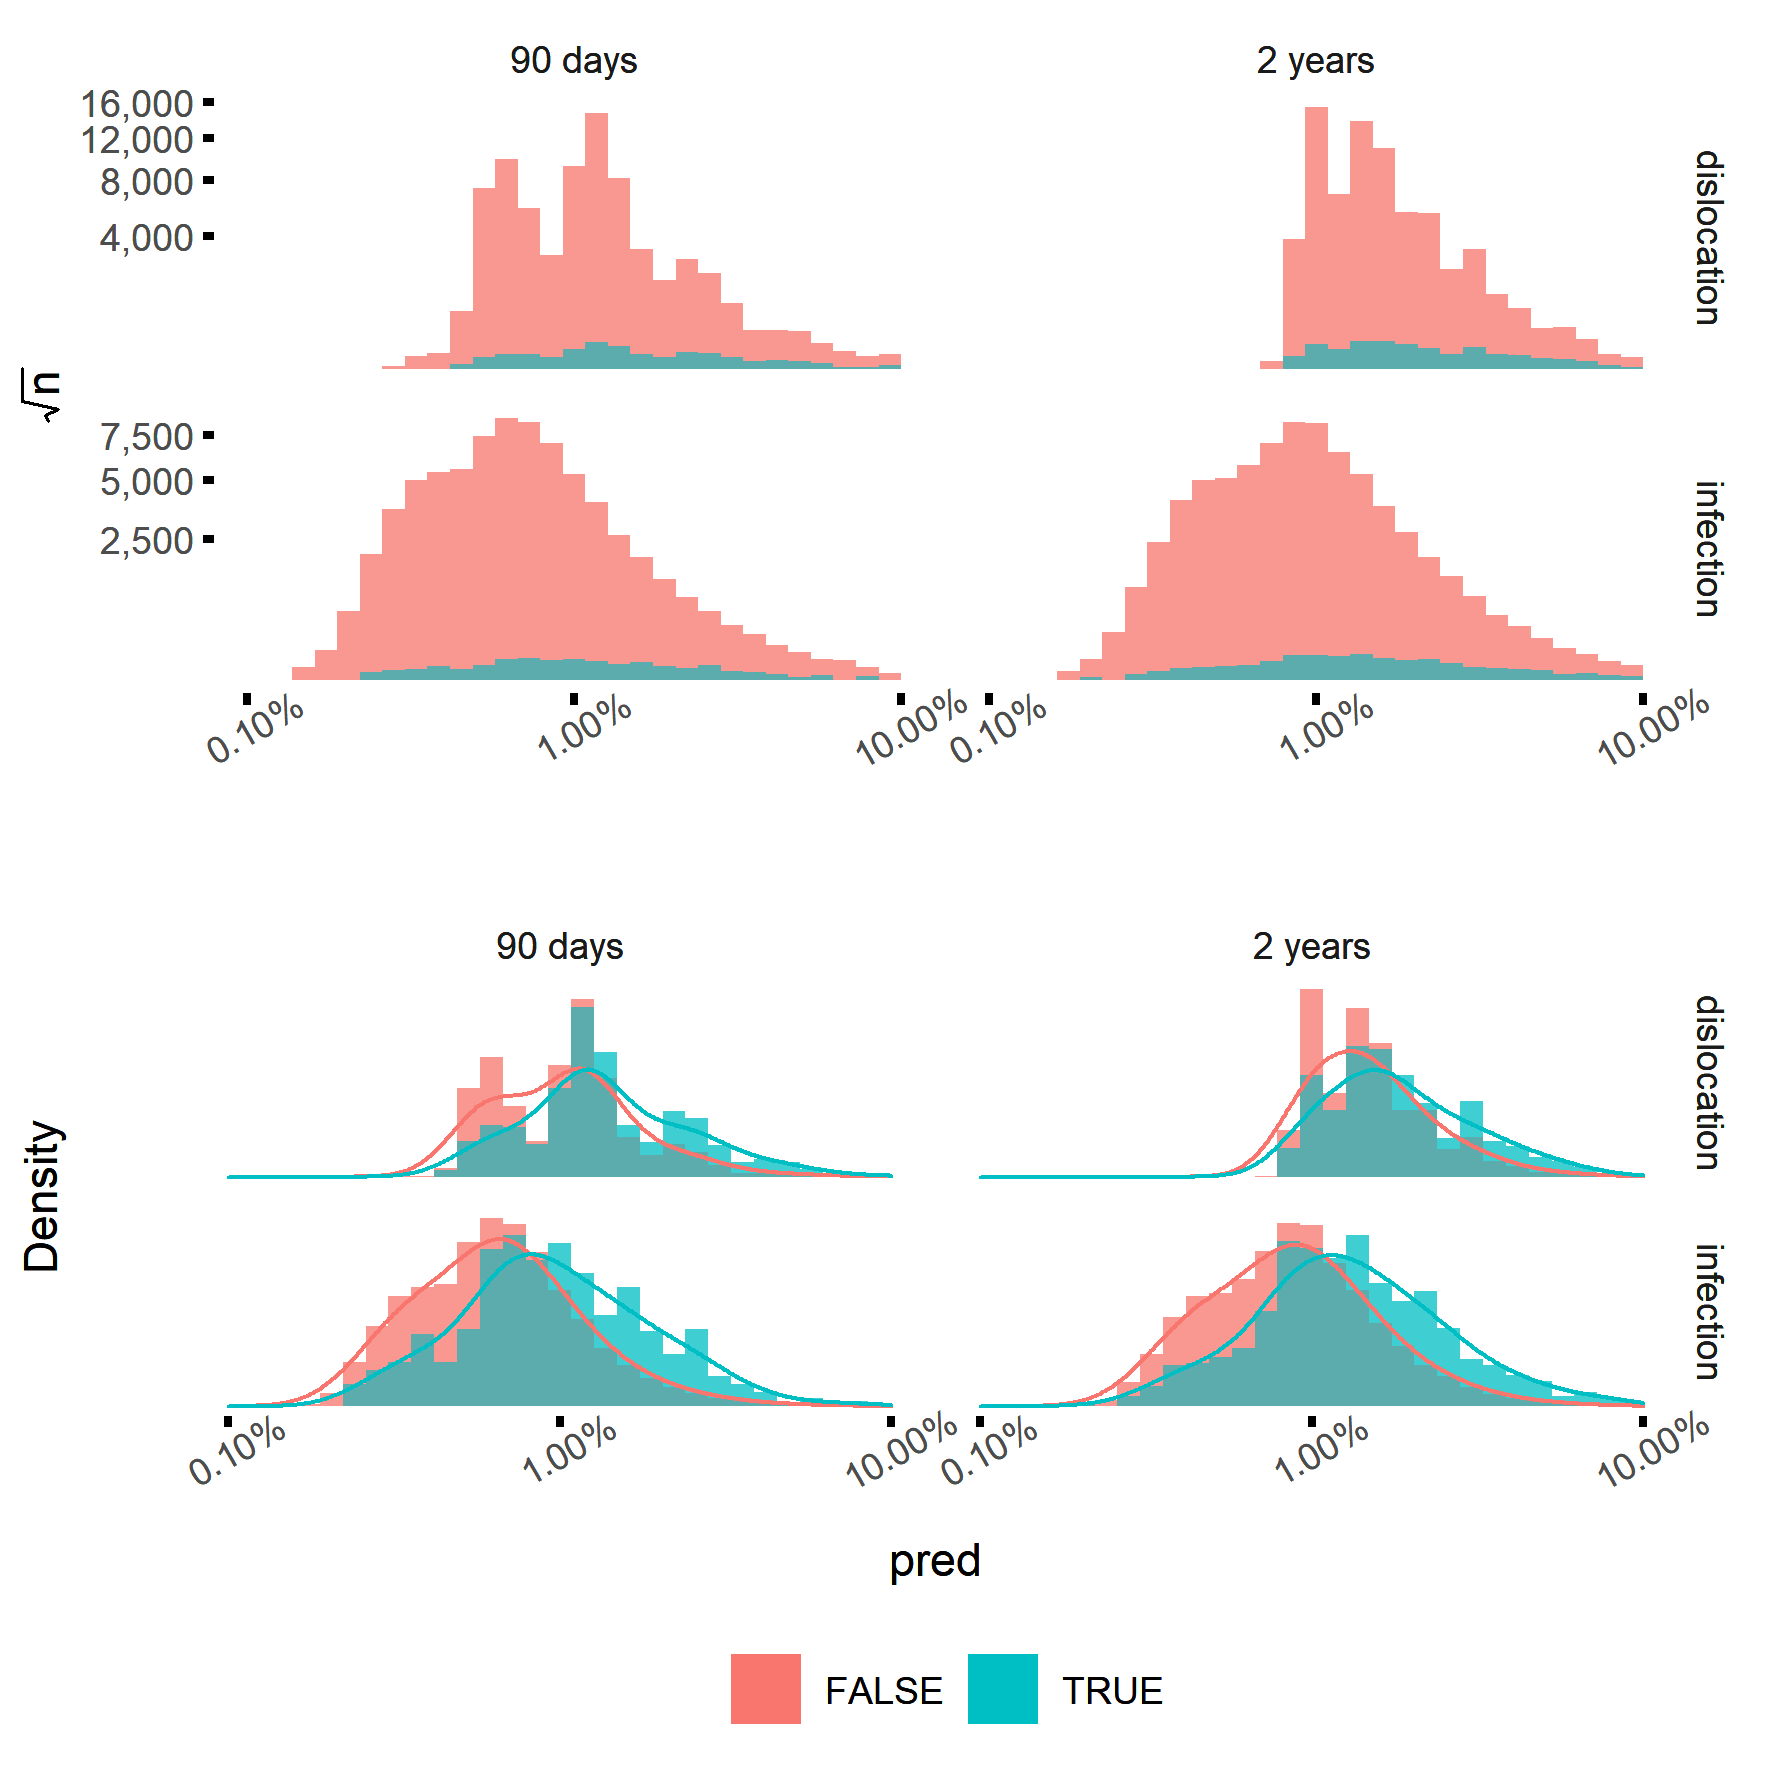 90 days
2 years
16,000
12,000
8,000
4,000
dislocation
√n
7,500
5,000
2,500
infection
0.10%
1.00%
10.00%
0.10%
1.00%
10.00%
90 days
2 years
dislocation
Density
infection
0.10%
1.00%
10.00%
0.10%
1.00%
10.00%
pred
FALSE
TRUE